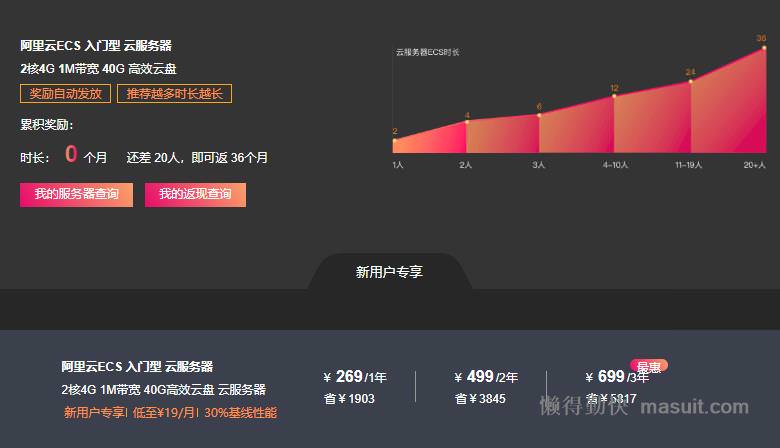 阿里云ECS 入门型 云服务器
2核4G 1M带宽 40G 高效云盘
奖励自动发放 推荐越多时长越长
累积奖励:
时长: 0 个月 还差 20人，即可返 36个月
我的服务器查询 我的返现查询
云服务器ECS时长
2 4 6 12 24 36
1人 2人 3人 4-10人 11-19人 20+人
新用户专享
阿里云ECS 入门型 云服务器
2核4G 1M带宽 40G高效云盘 云服务器
新用户专享| 低至¥19/月| 30%基线性能
¥ 269/1年
省¥1903
¥ 499/2年
省¥3845
最惠
¥ 699/3年
省¥5817
懒得勤快 masuit.com